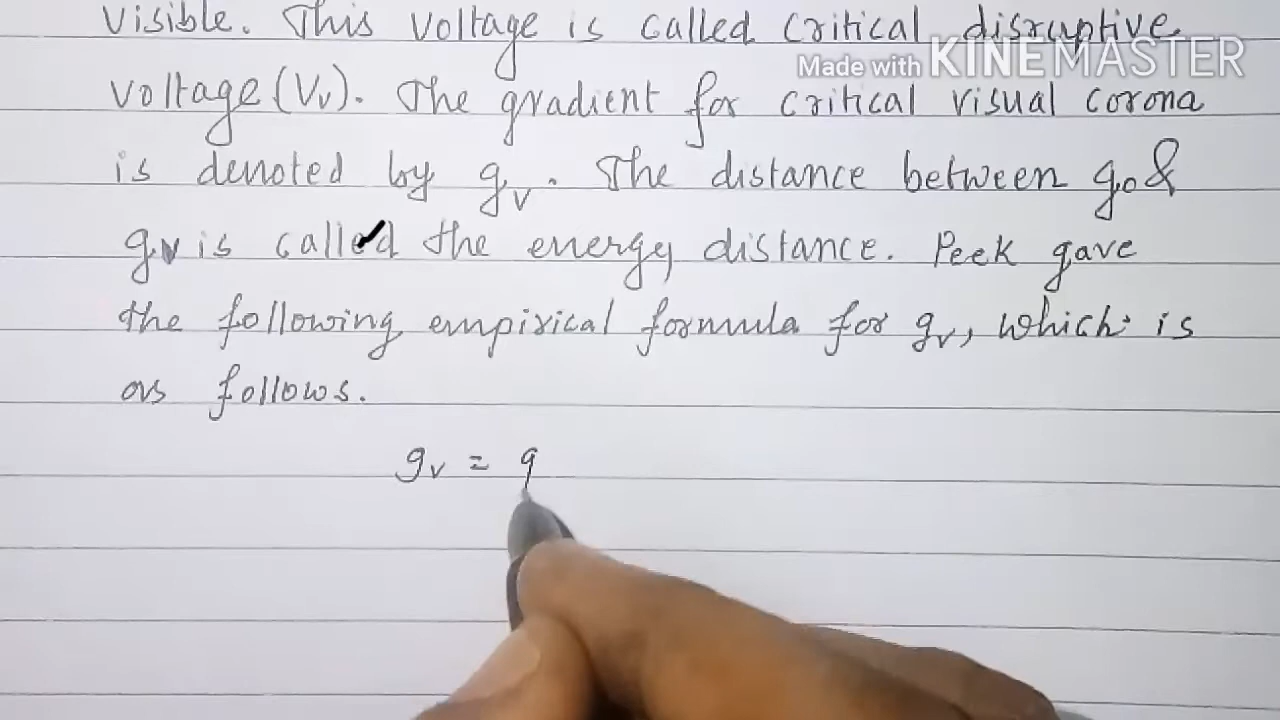 visible. This voltage is called critical disruptive
Made with KINEMASTER
voltage (Vv). The gradient for critical visual corona
is denoted by gv. The distance between g0 &
gv is called the energy distance. Peek gave
the following empirical formula for gv, which is
as follows.
gv = g